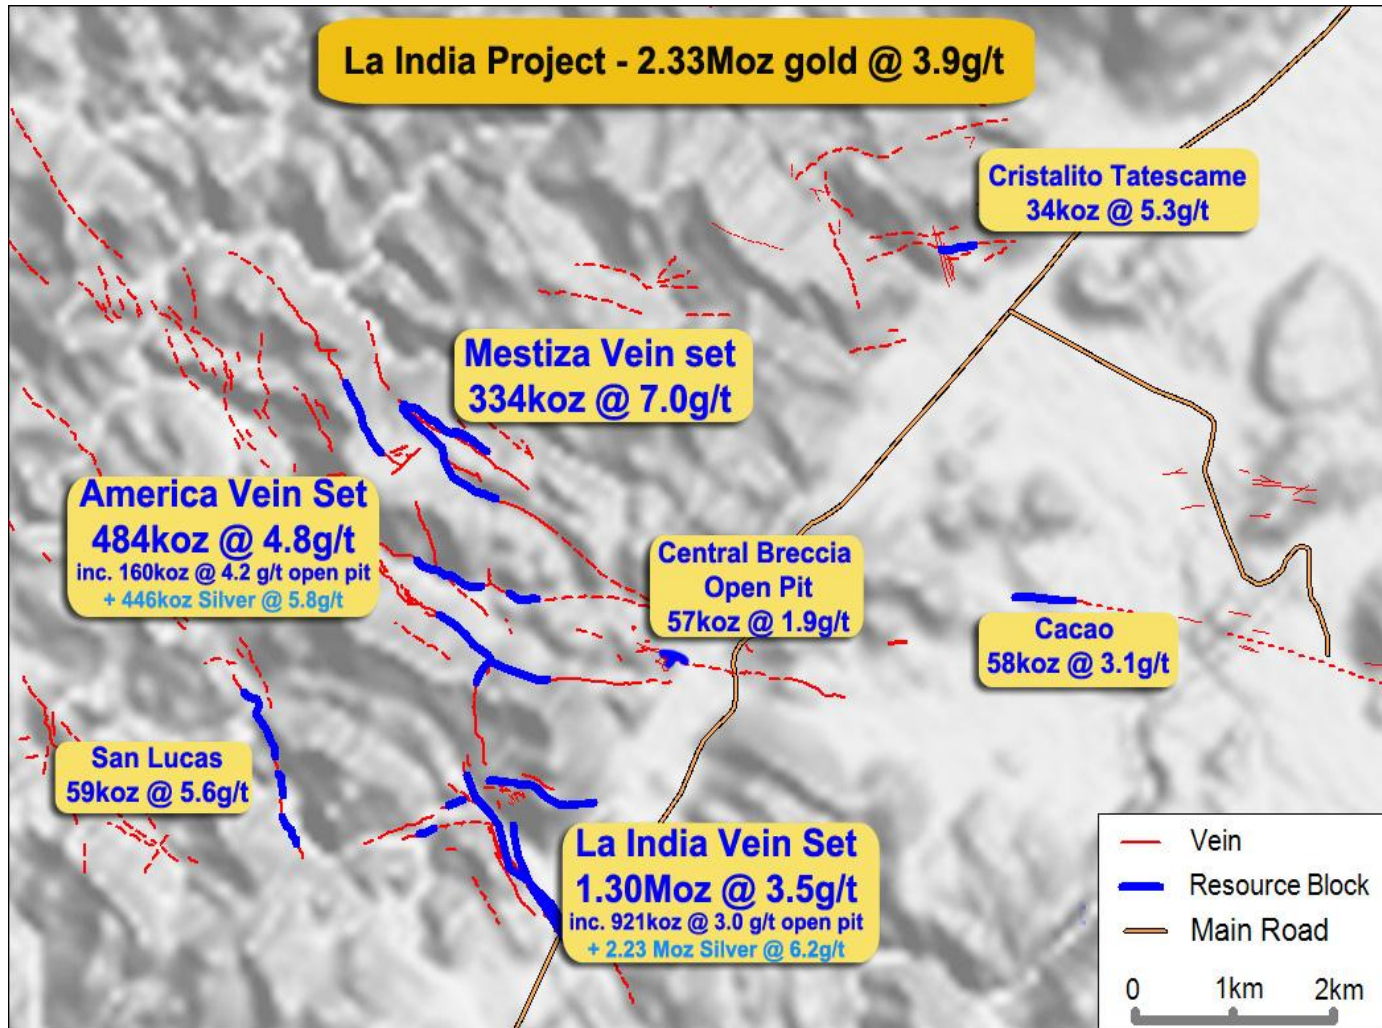 La India Project - 2.33Moz gold @ 3.9g/t
Cristalito Tatescame
34koz @ 5.3g/t
Mestiza Vein set
334koz @ 7.0g/t
America Vein Set
484koz @ 4.8g/t
inc. 160koz @ 4.2 g/t open pit
+ 446koz Silver @ 5.8g/t
Central Breccia
Open Pit
57koz @ 1.9g/t
Cacao
58koz @ 3.1g/t
San Lucas
59koz @ 5.6g/t
La India Vein Set
1.30Moz @ 3.5g/t
inc. 921koz @ 3.0 g/t open pit
+ 2.23 Moz Silver @ 6.2g/t
Vein
Resource Block
Main Road
0 1km 2km